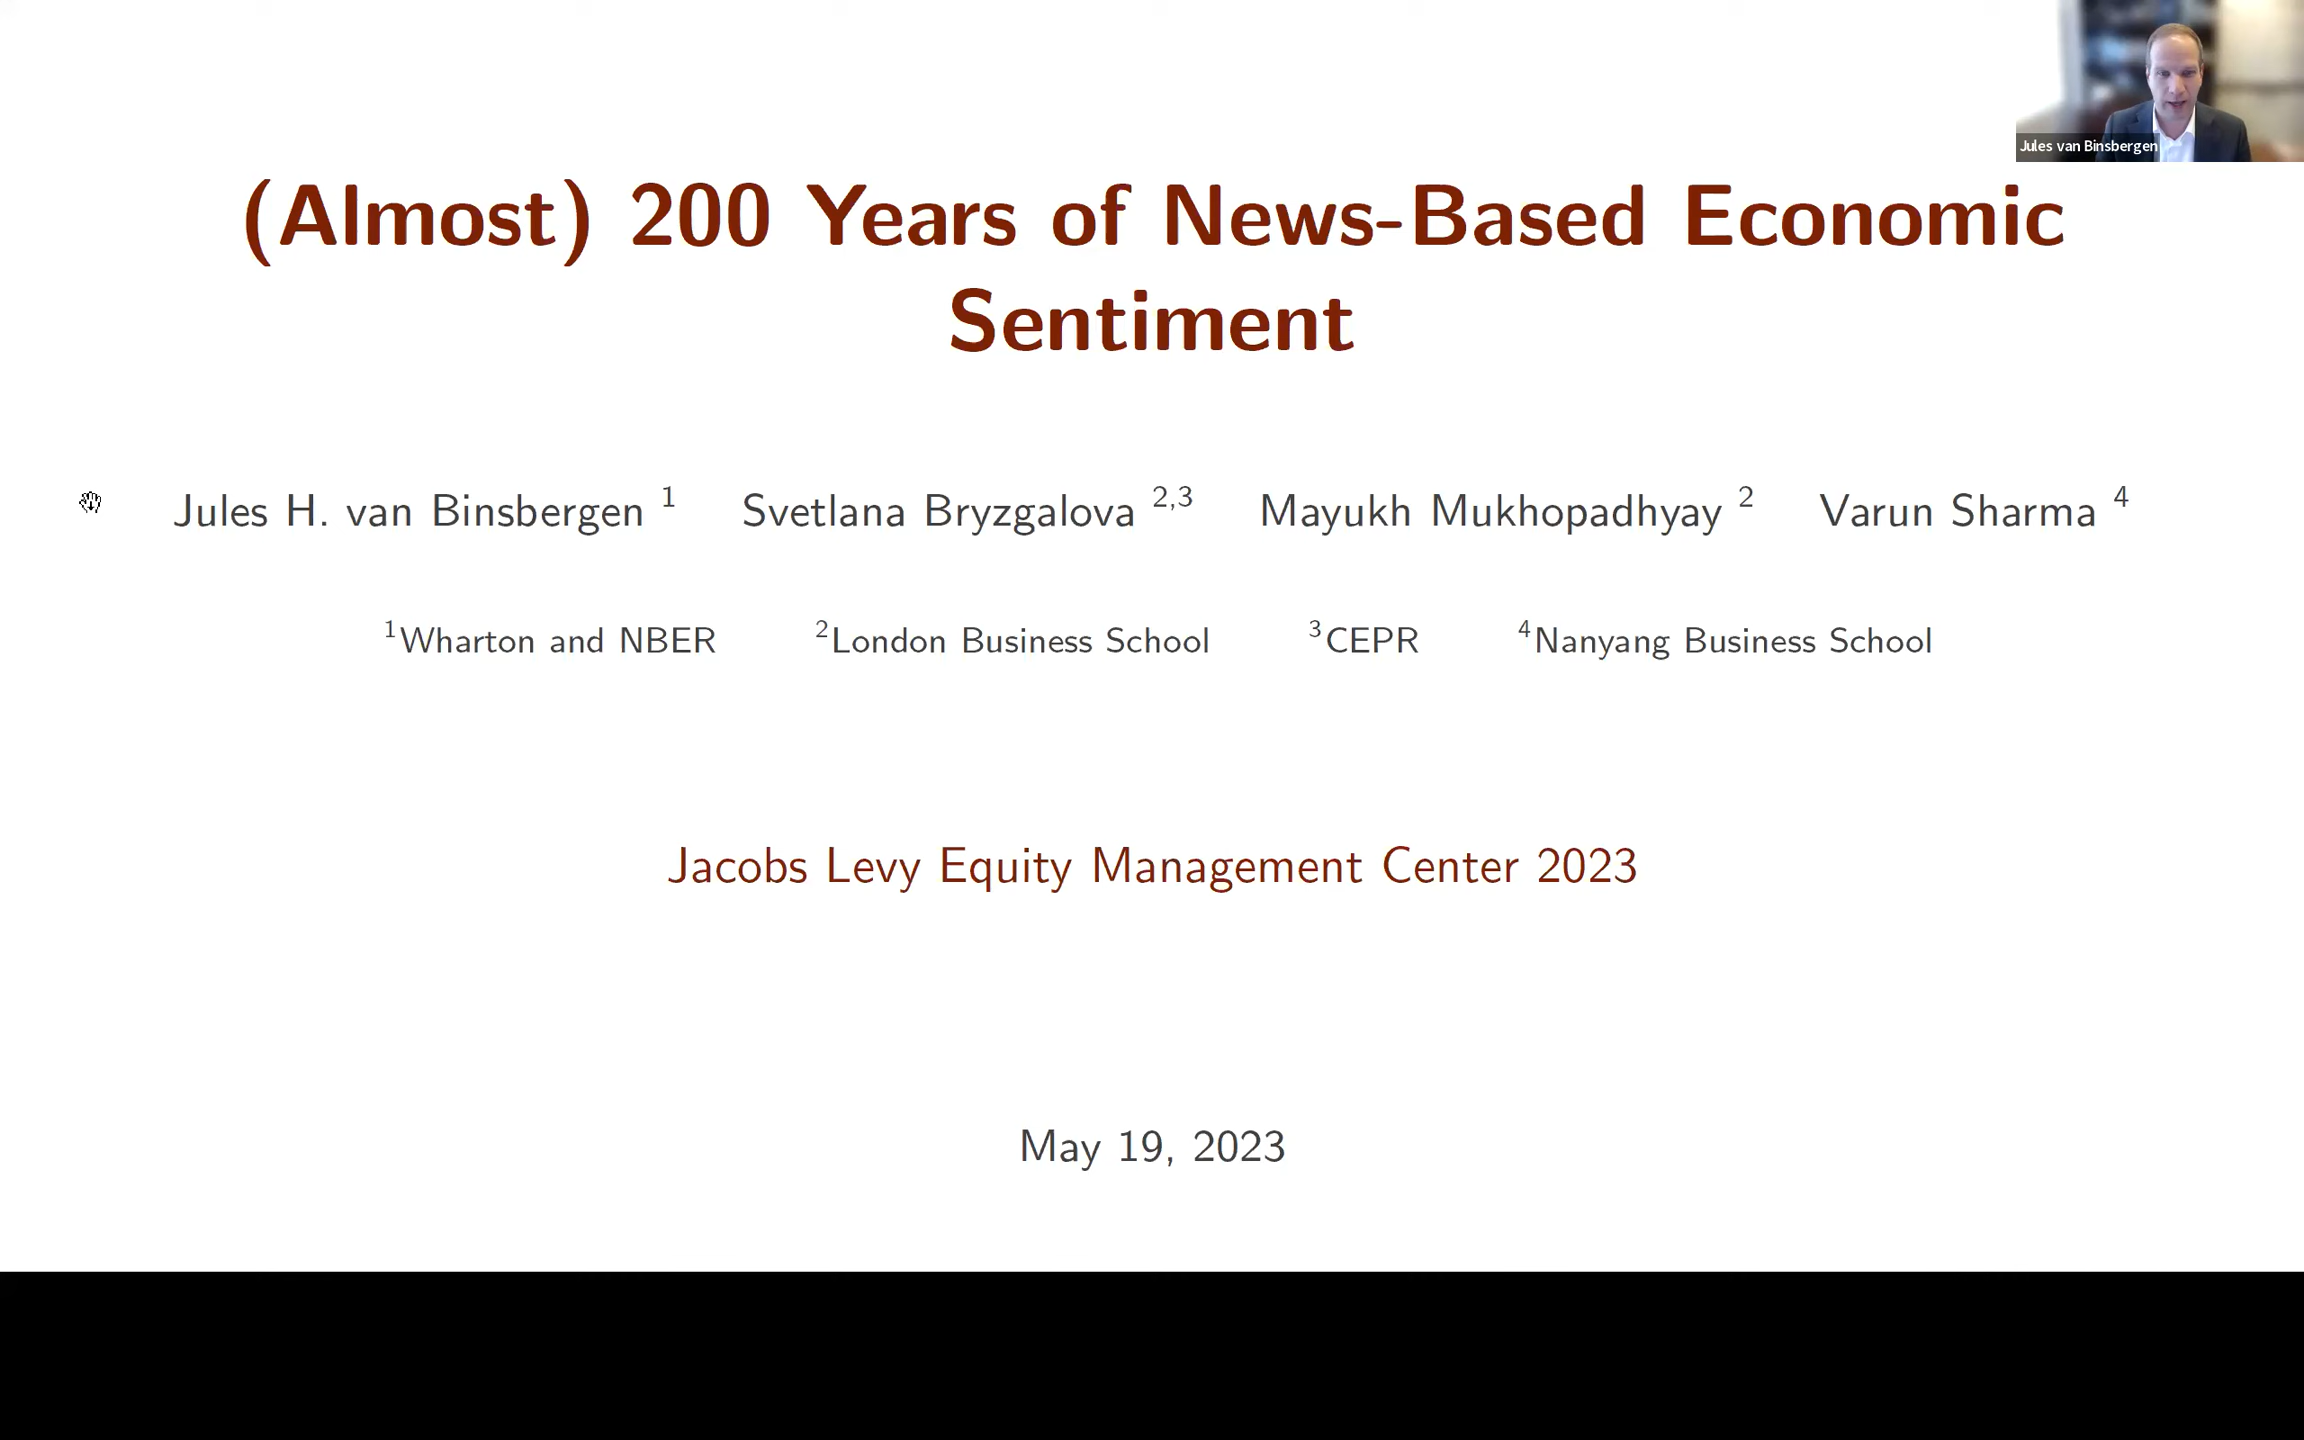 Jules van Binsbergen
(Almost) 200 Years of News-Based Economic
Sentiment
Jules H. van Binsbergen 1 Svetlana Bryzgalova 2,3 Mayukh Mukhopadhyay 2 Varun Sharma 4
1Wharton and NBER 2London Business School 3CEPR 4Nanyang Business School
Jacobs Levy Equity Management Center 2023
May 19, 2023